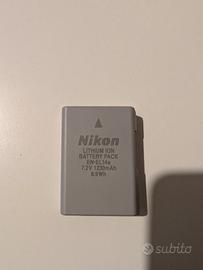 Nikon
LITHIUM ION
BATTERY PACK
EN-EL14a
7.2V 1230mAh
8.9Wh
subito